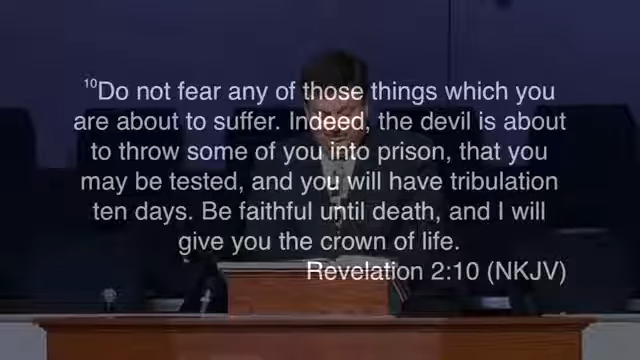 ¹⁰Do not fear any of those things which you
are about to suffer. Indeed, the devil is about
to throw some of you into prison, that you
may be tested, and you will have tribulation
ten days. Be faithful until death, and I will
give you the crown of life.
Revelation 2:10 (NKJV)